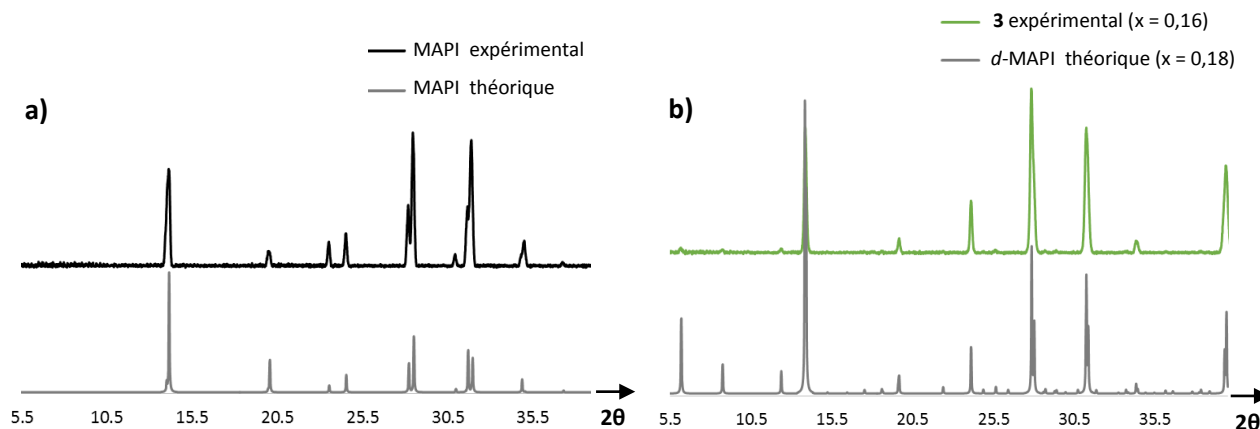 a)
MAPI expérimental
MAPI théorique
5.5 10.5 15.5 20.5 25.5 30.5 35.5 2θ
b)
3 expérimental (x = 0,16)
d-MAPI théorique (x = 0,18)
5.5 10.5 15.5 20.5 25.5 30.5 35.5 2θ